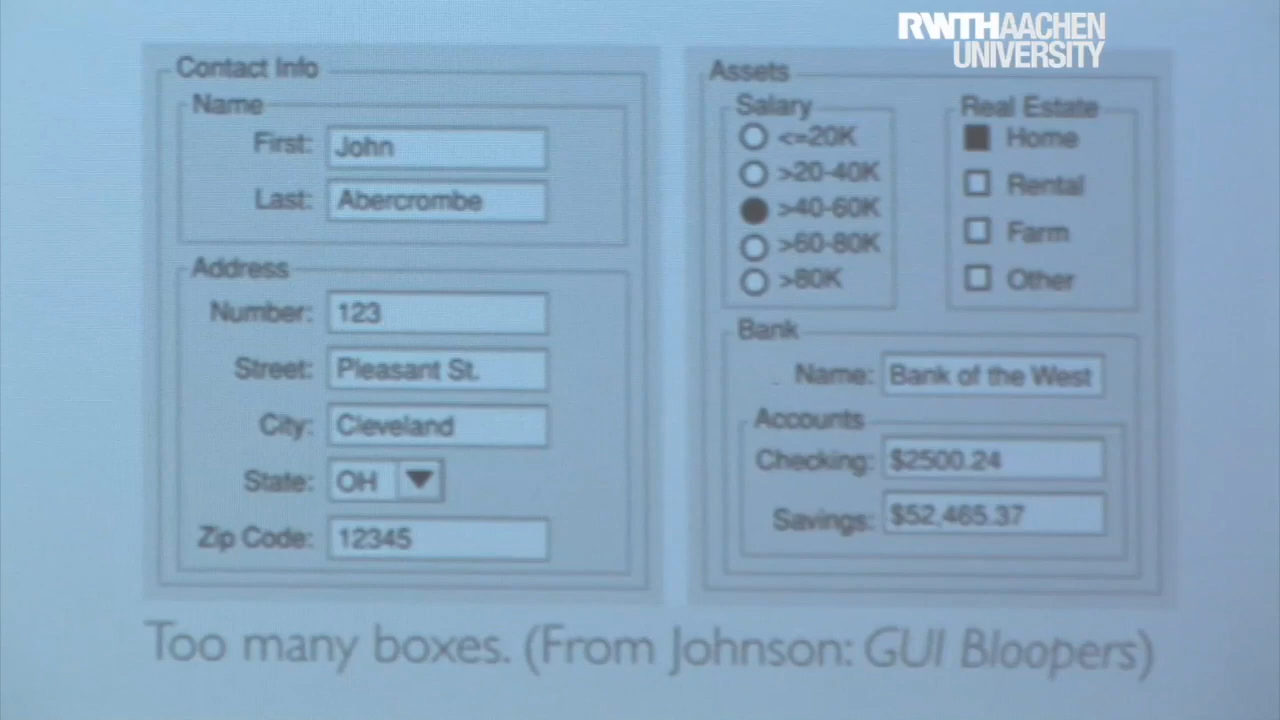 RWTHAACHEN
UNIVERSITY
Contact Info
Name
First: John
Last: Abercrombe
Address
Number: 123
Street: Pleasant St.
City: Cleveland
State: OH
Zip Code: 12345
Assets
Salary
<=20K
>20-40K
>40-60K
>60-80K
>80K
Real Estate
Home
Rental
Farm
Other
Bank
Name: Bank of the West
Accounts
Checking: $2500.24
Savings: $52,465.37
Too many boxes. (From Johnson: GUI Bloopers)